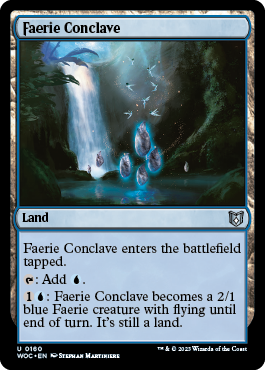 Faerie Conclave
Land
Faerie Conclave enters the battlefield
tapped.
: Add .
1 : Faerie Conclave becomes a 2/1
blue Faerie creature with flying until
end of turn. It's still a land.
U 0160
WOC • EN Stephan Martiniere
™ & © 2023 Wizards of the Coast